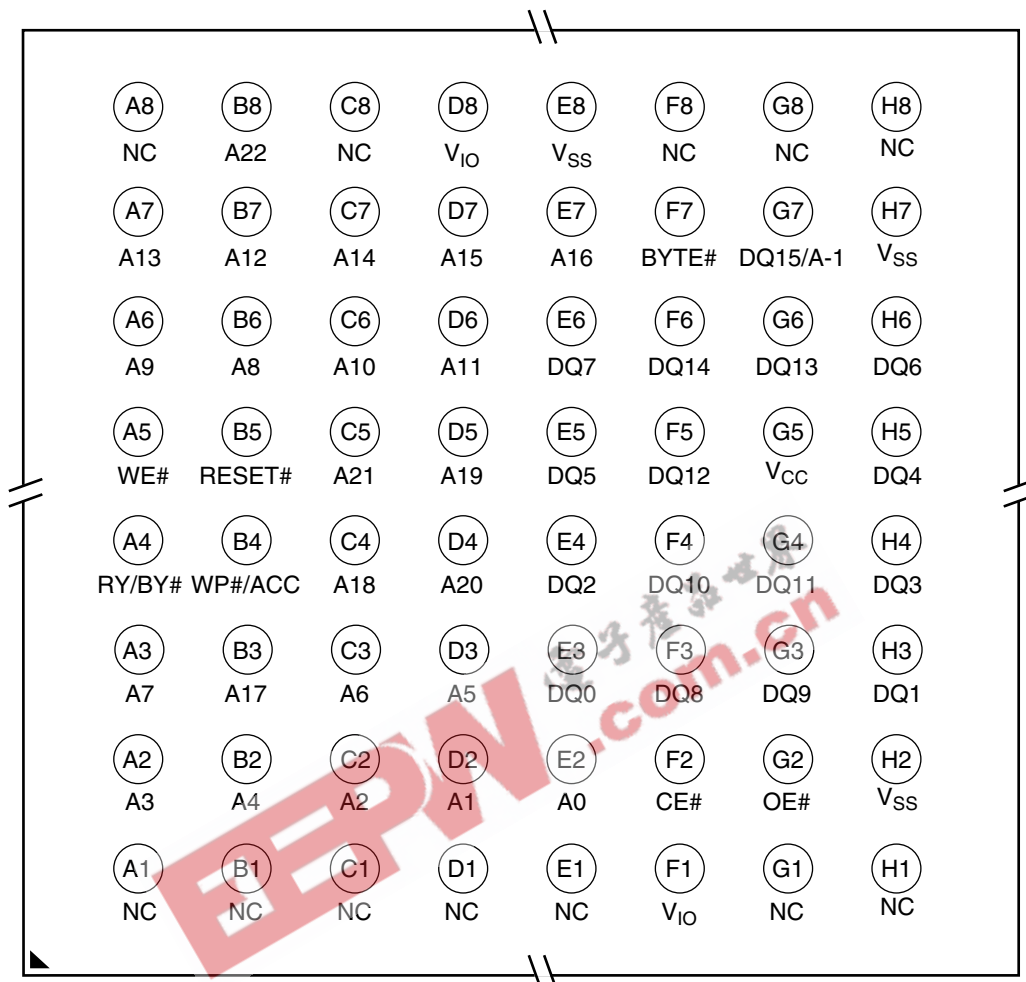 A8 B8 C8 D8 E8 F8 G8 H8
NC A22 NC VIO VSS NC NC NC
A7 B7 C7 D7 E7 F7 G7 H7
A13 A12 A14 A15 A16 BYTE# DQ15/A-1 VSS
A6 B6 C6 D6 E6 F6 G6 H6
A9 A8 A10 A11 DQ7 DQ14 DQ13 DQ6
A5 B5 C5 D5 E5 F5 G5 H5
WE# RESET# A21 A19 DQ5 DQ12 VCC DQ4
A4 B4 C4 D4 E4 F4 G4 H4
RY/BY# WP#/ACC A18 A20 DQ2 DQ10 DQ11 DQ3
A3 B3 C3 D3 E3 F3 G3 H3
A7 A17 A6 A5 DQ0 DQ8 DQ9 DQ1
A2 B2 C2 D2 E2 F2 G2 H2
A3 A4 A2 A1 A0 CE# OE# VSS
A1 B1 C1 D1 E1 F1 G1 H1
NC NC NC NC NC VIO NC NC
EEPW.com.cn
電子產品世界